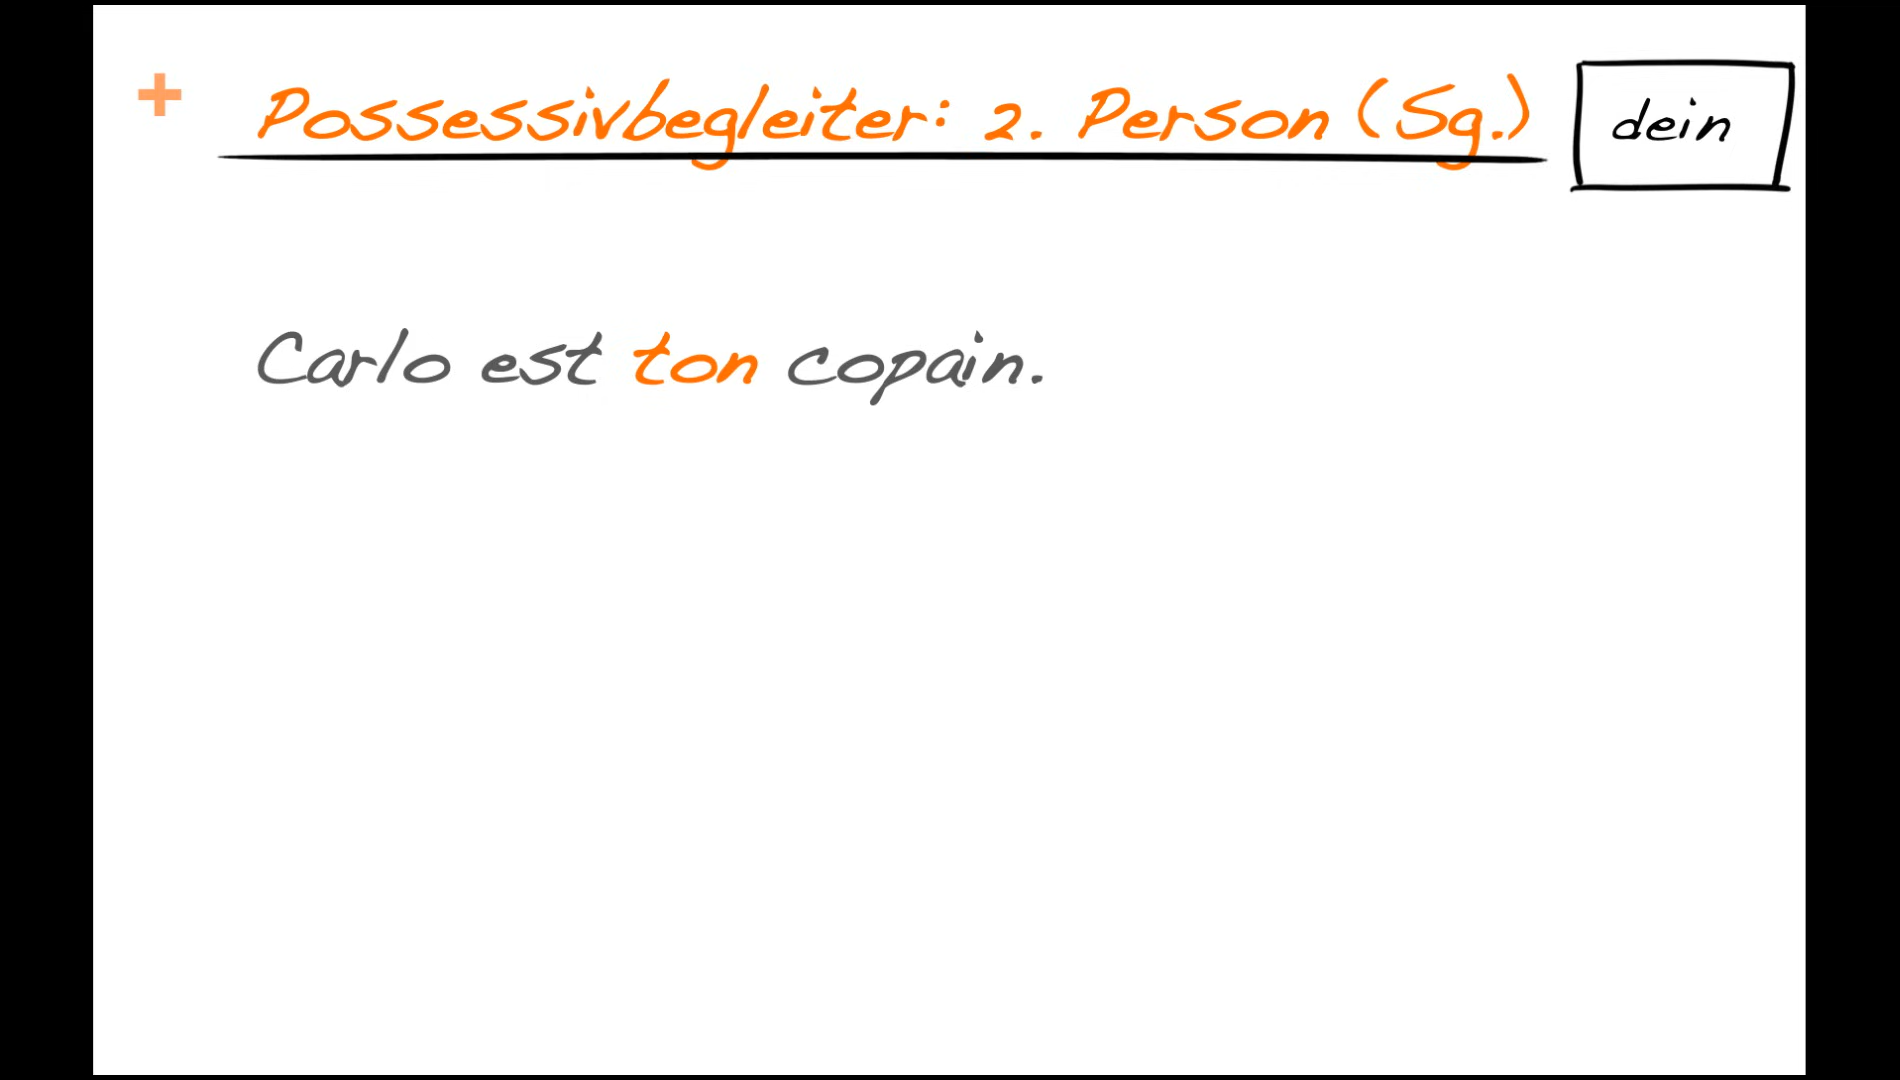 + Possessivbegleiter: 2. Person (Sg.) dein
Carlo est ton copain.